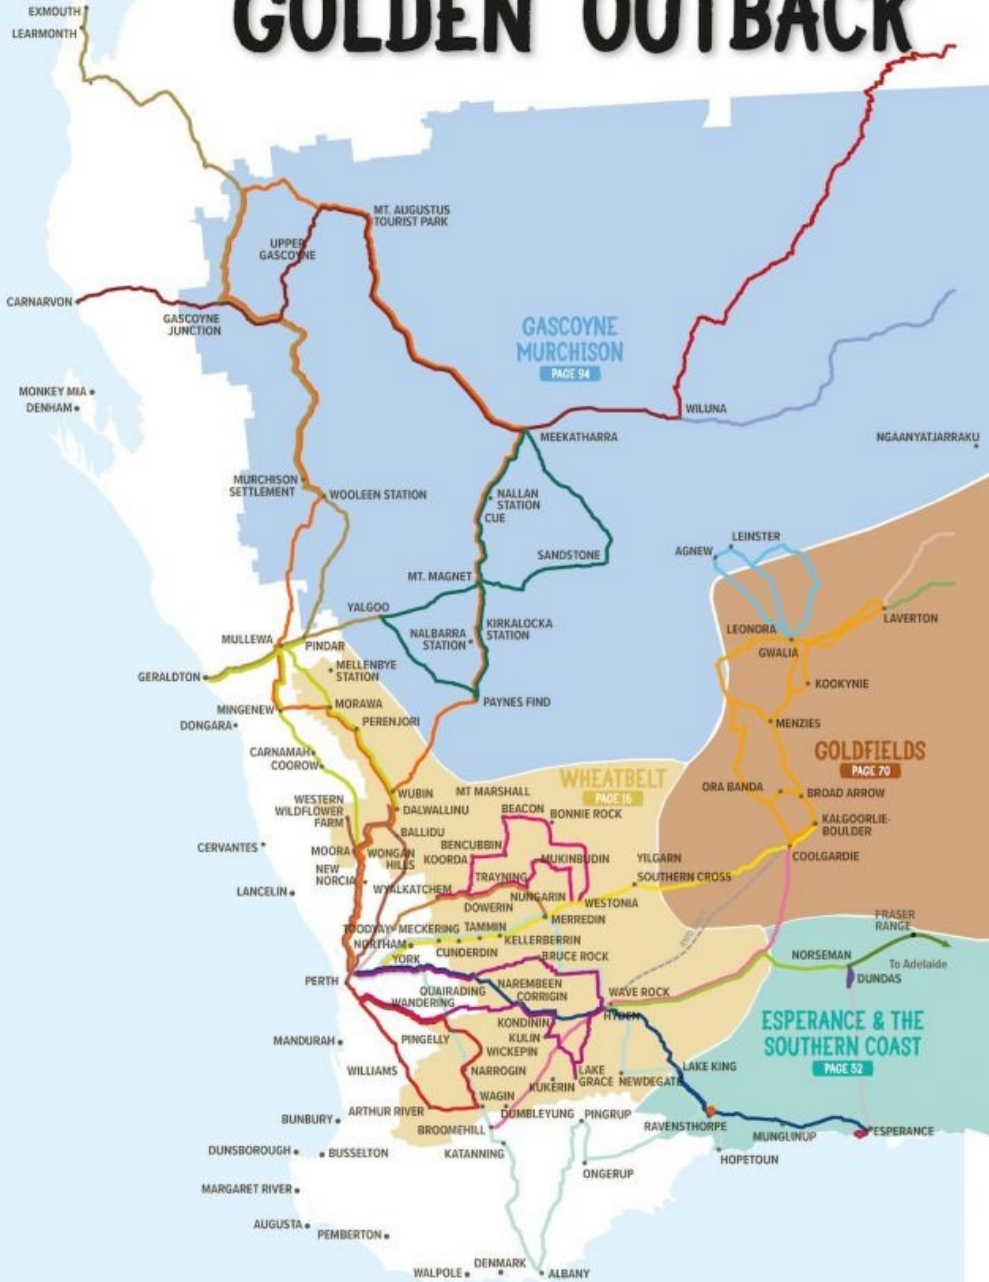 GOLDEN OUTBACK
EXMOUTH
LEARMONTH
MT. AUGUSTUS
TOURIST PARK
UPPER
GASCOYNE
CARNARVON
GASCOYNE
JUNCTION
GASCOYNE
MURCHISON
PAGE 94
MONKEY MIA
DENHAM
WILUNA
MEEKATHARRA
NGAANYATJARRAKU
MURCHISON
SETTLEMENT
WOOLEEN STATION
NALLAN
STATION
CUE
SANDSTONE
AGNEW
LEINSTER
MT. MAGNET
YALGOO
KIRKALOCKA
STATION
NALBARRA
STATION
LAVERTON
LEONORA
GWALIA
MULLEWA
PINDAR
MELLENBYE
STATION
GERALDTON
KOOKYNIE
PAYNES FIND
MINGENEW
MORAWA
DONGARA
PERENJORI
MENZIES
CARNAMAH
COOROW
GOLDFIELDS
PAGE 70
WHEATBELT
PAGE 16
WUBIN
MT MARSHALL
ORA BANDA
BROAD ARROW
WESTERN
WILDFLOWER
FARM
DALWALLINU
BEACON
BONNIE ROCK
KALGOORLIE-
BOULDER
BALLIDU
CERVANTES
MOORA
WONGAN
HILLS
BENCUBBIN
KOORDA
MUKINBUDIN
YILGARN
COOLGARDIE
NEW
NORCIA
TRAYNING
SOUTHERN CROSS
LANCELIN
WYALKATCHEM
NUNGARIN
WESTONIA
DOWERIN
MERREDIN
TOODYAY
MECKERING
TAMMIN
FRASER
RANGE
NORTHAM
CUNDERDIN
KELLERBERRIN
4WD ONLY
YORK
BRUCE ROCK
NORSEMAN
To Adelaide
PERTH
QUAIRADING
NAREMBEEN
DUNDAS
WANDERING
CORRIGIN
WAVE ROCK
HYDEN
KONDININ
ESPERANCE & THE
SOUTHERN COAST
PAGE 52
MANDURAH
PINGELLY
KULIN
WICKEPIN
WILLIAMS
NARROGIN
LAKE
GRACE
NEWDEGATE
LAKE KING
KUKERIN
WAGIN
ARTHUR RIVER
DUMBLEYUNG
PINGRUP
BUNBURY
BROOMEHILL
RAVENSTHORPE
MUNGLINUP
ESPERANCE
DUNSBOROUGH
BUSSELTON
KATANNING
HOPETOUN
ONGERUP
MARGARET RIVER
AUGUSTA
PEMBERTON
DENMARK
WALPOLE
ALBANY